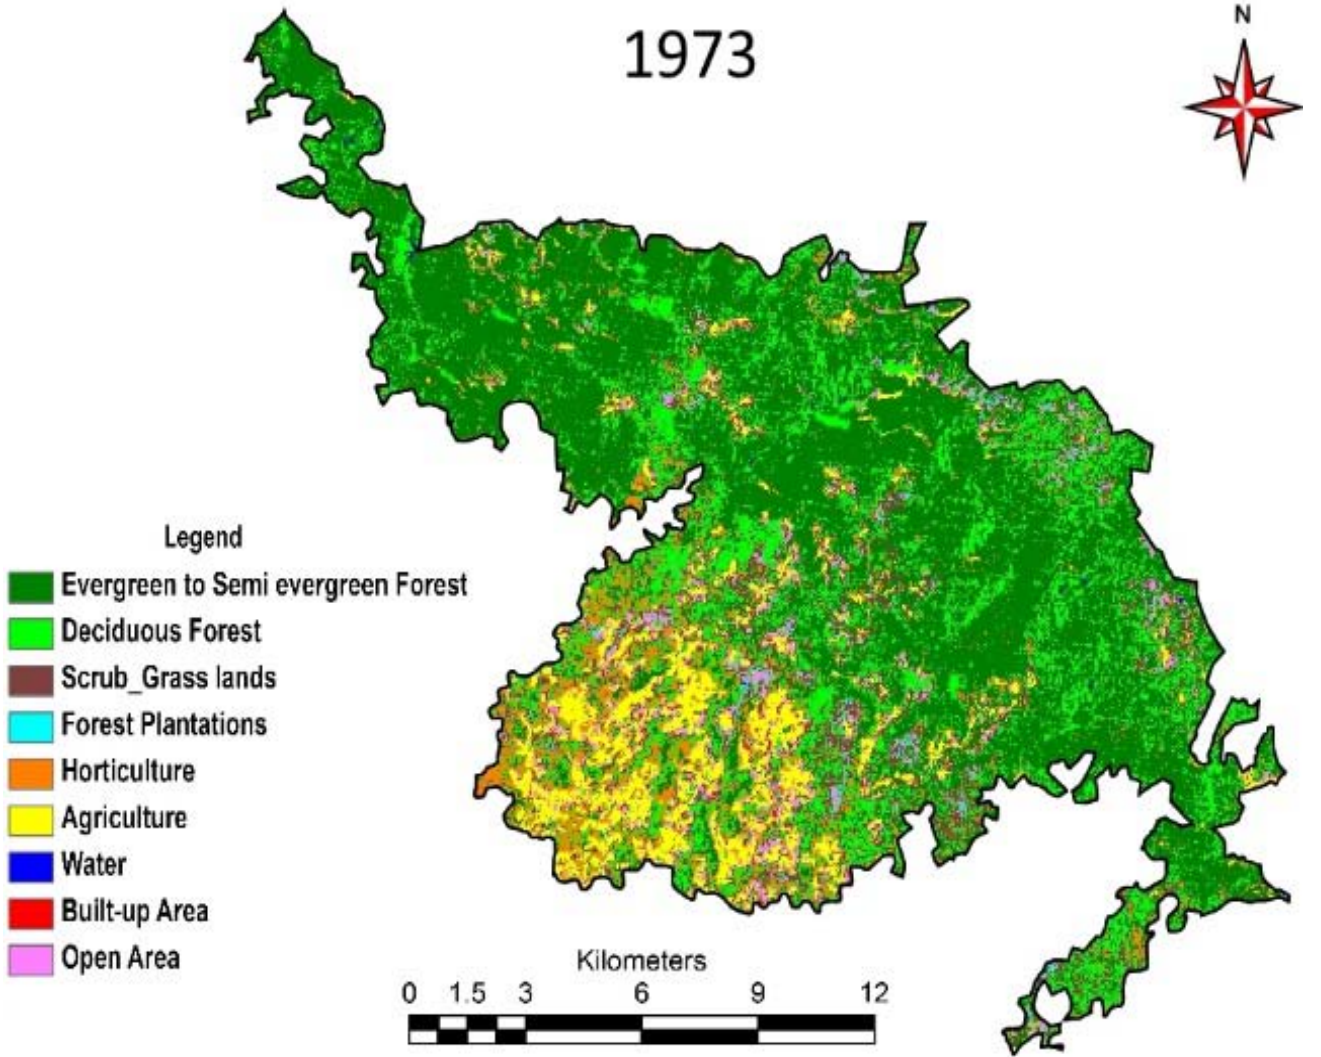 1973
N
Legend
Evergreen to Semi evergreen Forest
Deciduous Forest
Scrub_Grass lands
Forest Plantations
Horticulture
Agriculture
Water
Built-up Area
Open Area
Kilometers
0 1.5 3 6 9 12